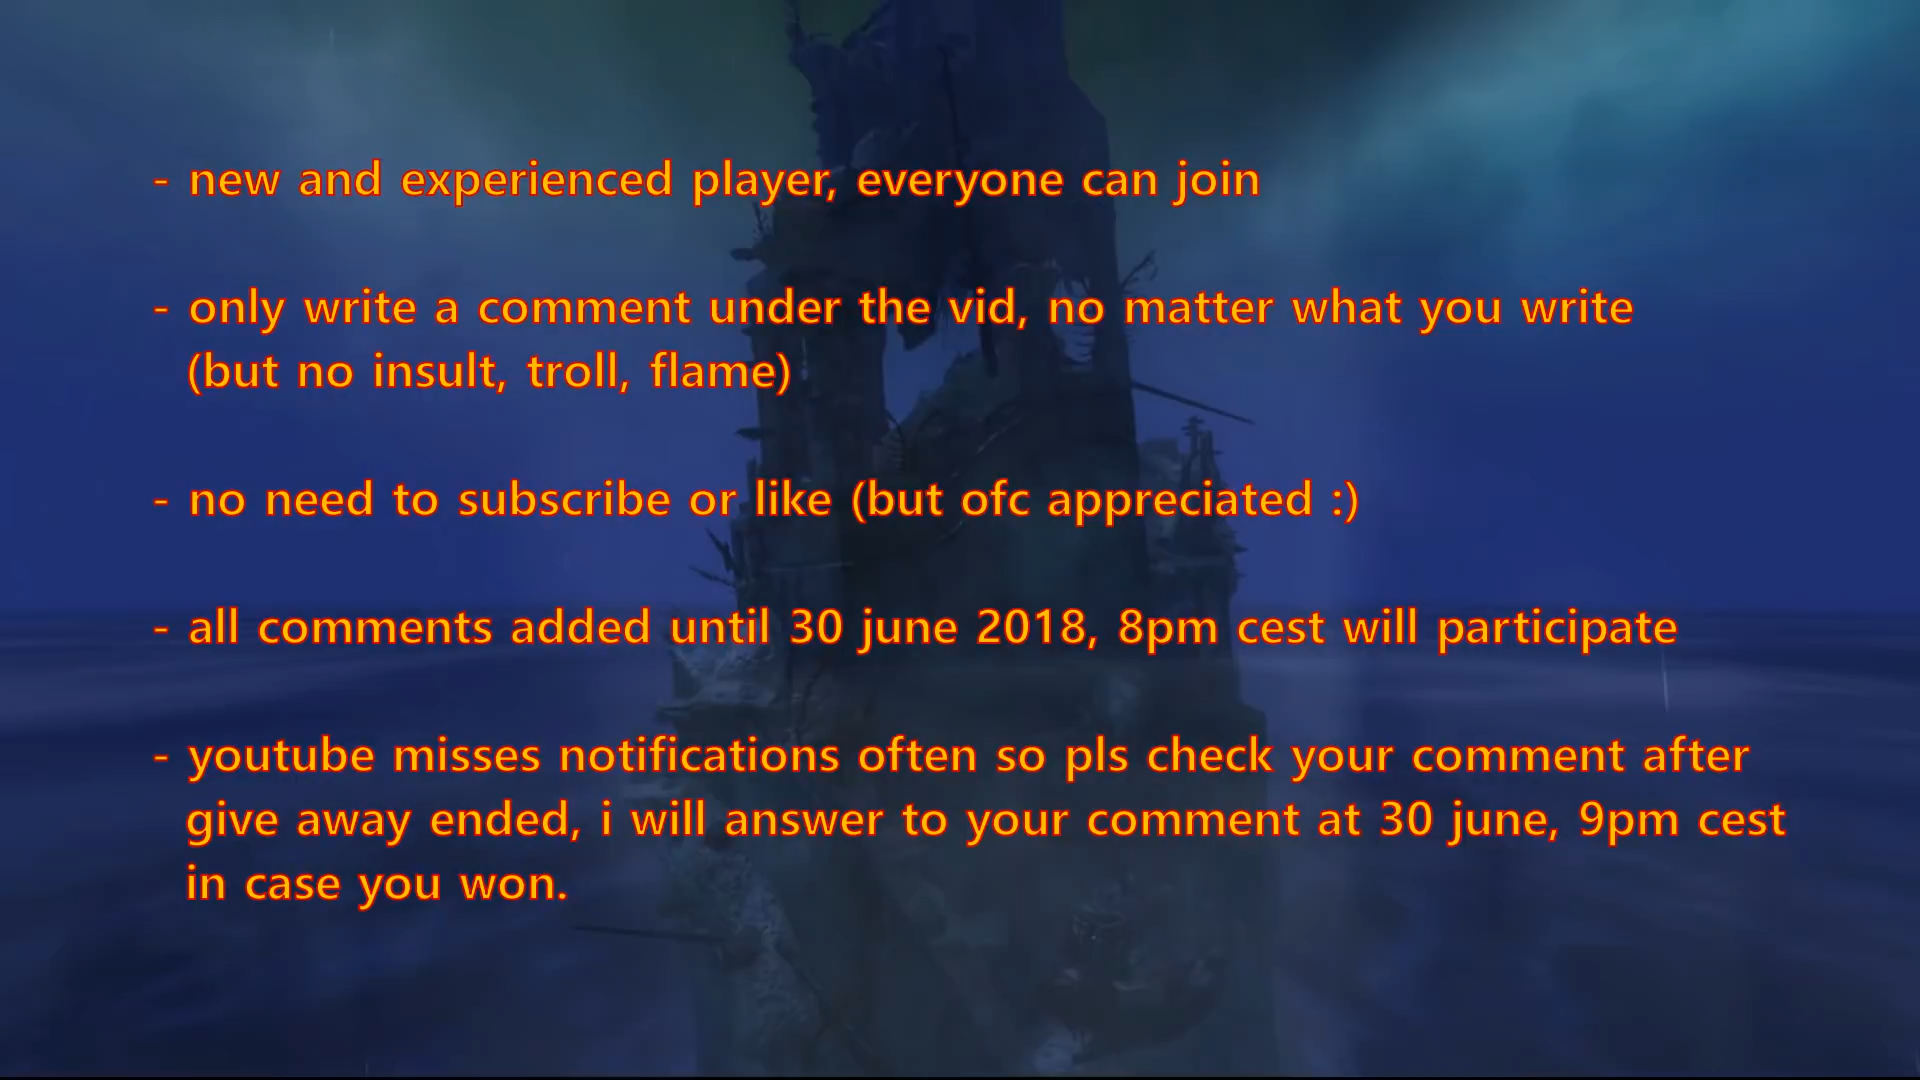 - new and experienced player, everyone can join
- only write a comment under the vid, no matter what you write
(but no insult, troll, flame)
- no need to subscribe or like (but ofc appreciated :)
- all comments added until 30 june 2018, 8pm cest will participate
- youtube misses notifications often so pls check your comment after
give away ended, i will answer to your comment at 30 june, 9pm cest
in case you won.